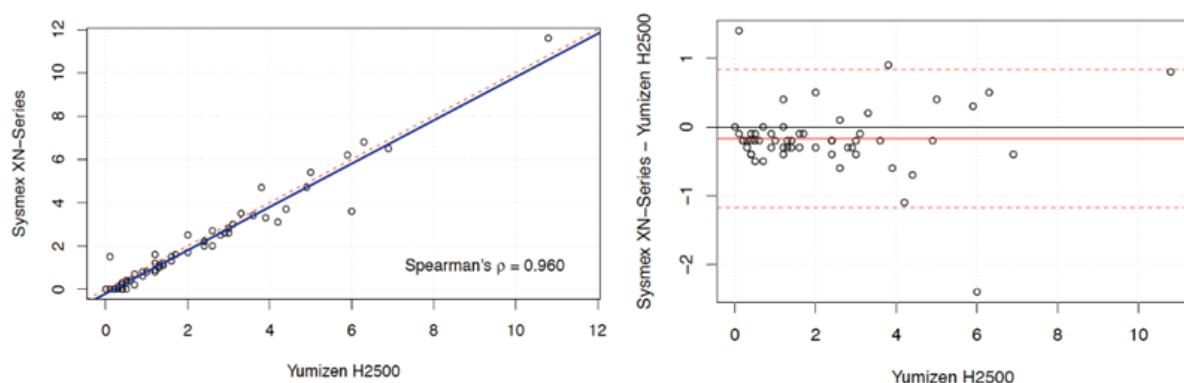 12
10
8
6
4
2
0
Sysmex XN-Series
Spearman's ρ = 0.960
0 2 4 6 8 10 12
Yumizen H2500
1
0
-1
-2
Sysmex XN-Series - Yumizen H2500
0 2 4 6 8 10
Yumizen H2500